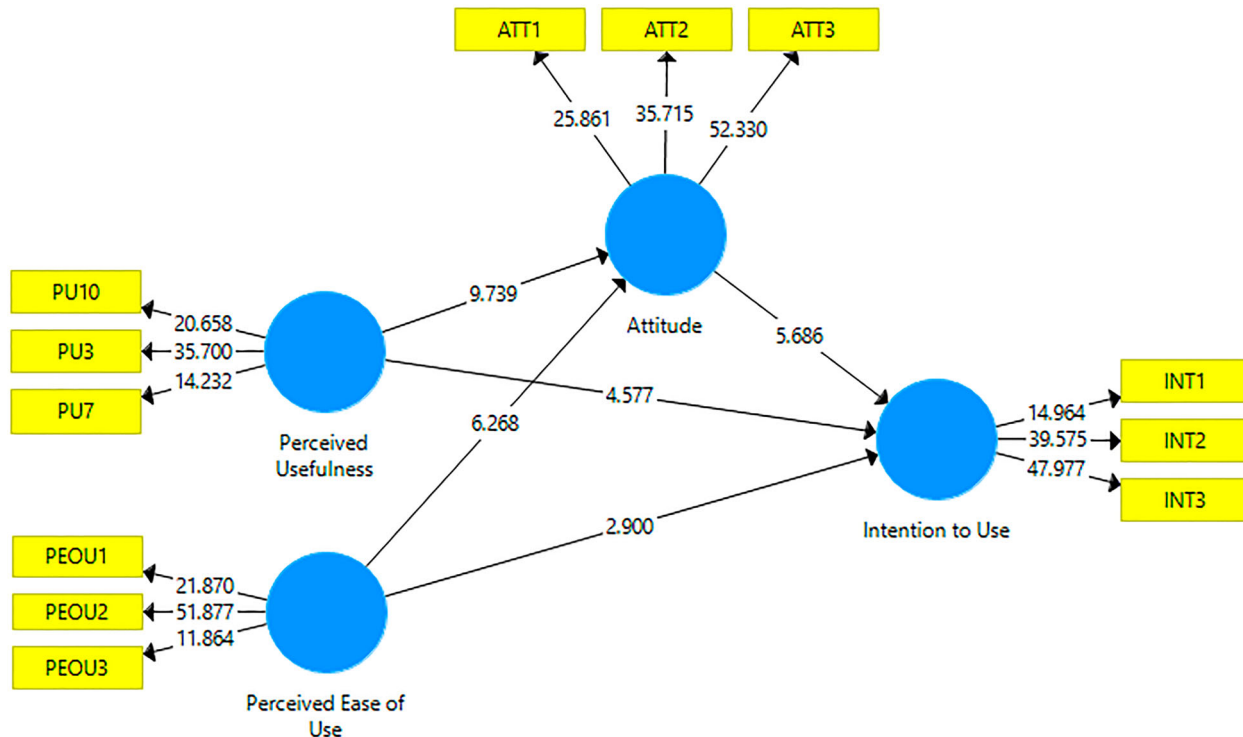 ATT1
ATT2
ATT3
25.861
35.715
52.330
PU10
PU3
PU7
20.658
35.700
14.232
Perceived
Usefulness
9.739
Attitude
5.686
4.577
6.268
2.900
INT1
INT2
INT3
14.964
39.575
47.977
Intention to Use
PEOU1
PEOU2
PEOU3
21.870
51.877
11.864
Perceived Ease of
Use